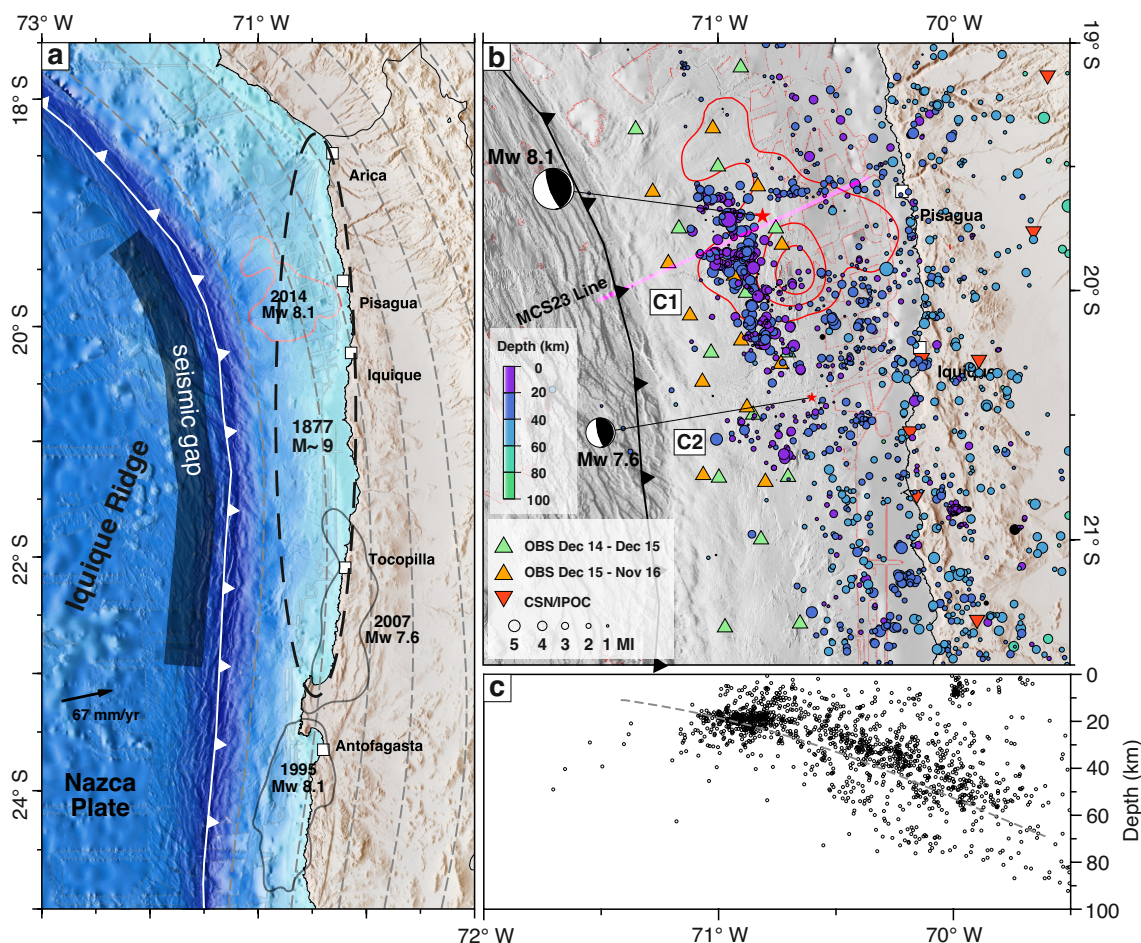 73° W
71° W
a
18° S
20° S
22° S
24° S
Arica
2014
Mw 8.1
Pisagua
seismic gap
Iquique
1877
M~ 9
Iquique Ridge
Tocopilla
2007
Mw 7.6
67 mm/yr
Antofagasta
1995
Mw 8.1
Nazca
Plate
71° W
70° W
b
19° S
20° S
21° S
Mw 8.1
Pisagua
MCS23 Line
C1
Iquique
C2
Mw 7.6
Depth (km)
0
20
40
60
80
100
OBS Dec 14 - Dec 15
OBS Dec 15 - Nov 16
CSN/IPOC
5 4 3 2 1 Ml
c
0
20
40
60
80
100
Depth (km)
72° W
71° W
70° W